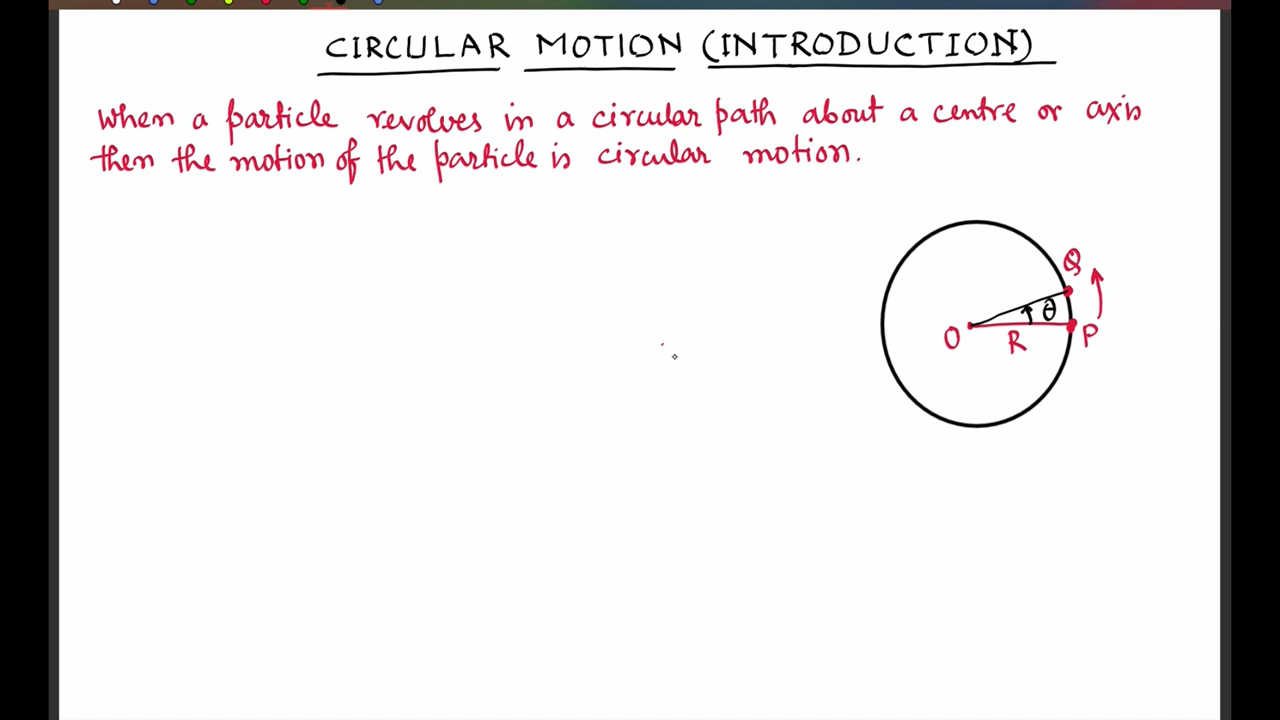 CIRCULAR MOTION (INTRODUCTION)
When a particle revolves in a circular path about a centre or axis
then the motion of the particle is circular motion.
Q
θ
O
R
P